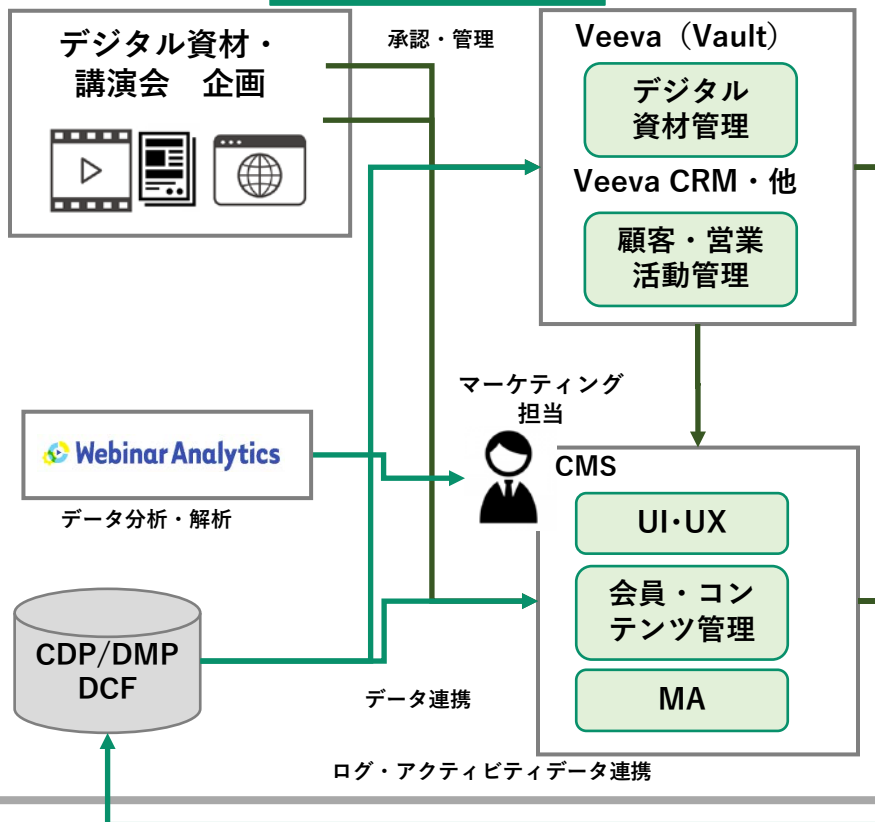 デジタル資材・
講演会　企画
承認・管理
Veeva（Vault）
デジタル
資材管理
Veeva CRM・他
顧客・営業
活動管理
マーケティング
担当
Webinar Analytics
データ分析・解析
CMS
UI・UX
会員・コン
テンツ管理
MA
CDP/DMP
DCF
データ連携
ログ・アクティビティデータ連携